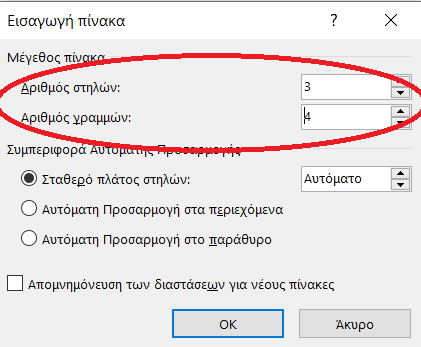 Εισαγωγή πίνακα ? ×
Μέγεθος πίνακα
Αριθμός στηλών: 3
Αριθμός γραμμών: 4
Συμπεριφορά Αυτόματης Προσαρμογής
Σταθερό πλάτος στηλών: Αυτόματο
Αυτόματη Προσαρμογή στα περιεχόμενα
Αυτόματη Προσαρμογή στο παράθυρο
Απομνημόνευση των διαστάσεων για νέους πίνακες
OK Άκυρο